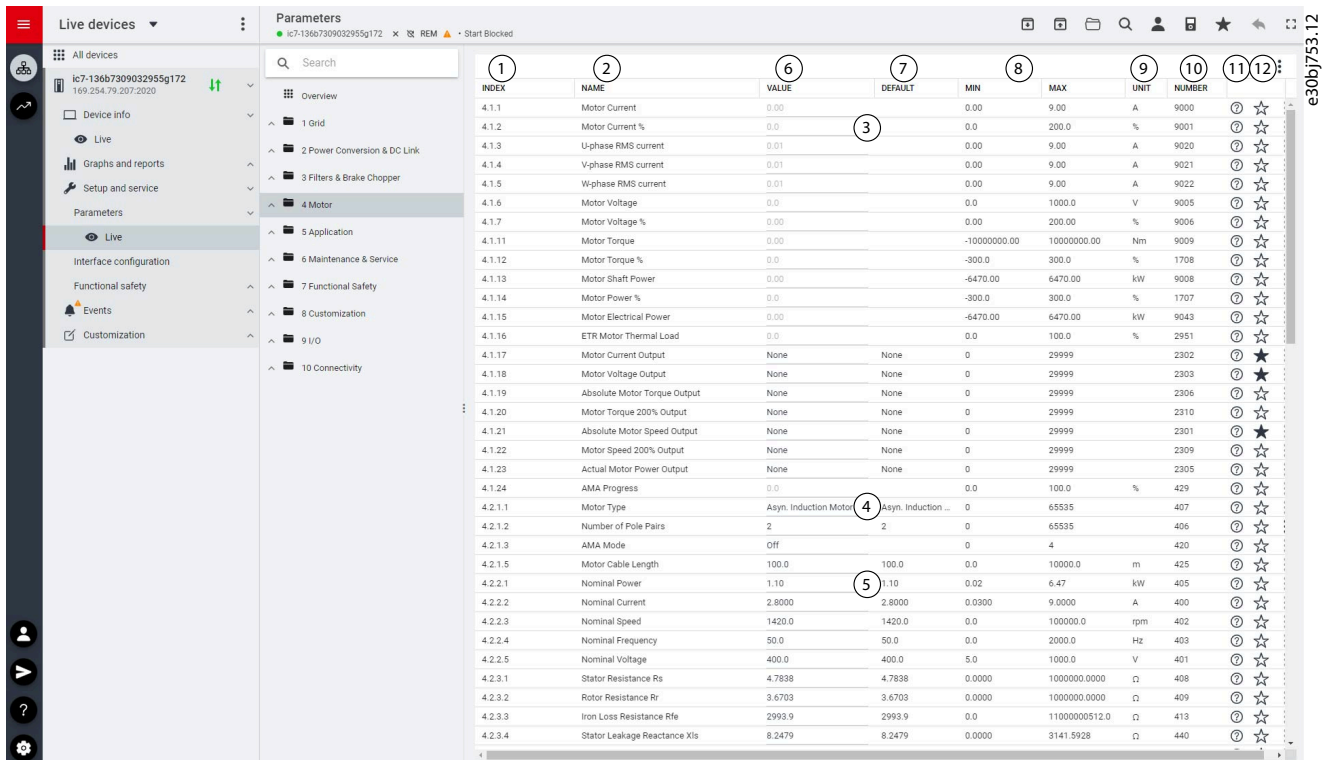 Live devices
Parameters
ic7-136b7309032955g172 × REM • Start Blocked
All devices
ic7-136b7309032955g172
169.254.79.207:2020
Device info
Live
Graphs and reports
Setup and service
Parameters
Live
Interface configuration
Functional safety
Events
Customization
Search
Overview
1 Grid
2 Power Conversion & DC Link
3 Filters & Brake Chopper
4 Motor
5 Application
6 Maintenance & Service
7 Functional Safety
8 Customization
9 I/O
10 Connectivity
1 2 6 7 8 9 10 11 12
INDEX NAME VALUE DEFAULT MIN MAX UNIT NUMBER
4.1.1 Motor Current 0.00 0.00 9.00 A 9000
4.1.2 Motor Current % 0.0 3 0.0 200.0 % 9001
4.1.3 U-phase RMS current 0.01 0.00 9.00 A 9020
4.1.4 V-phase RMS current 0.01 0.00 9.00 A 9021
4.1.5 W-phase RMS current 0.01 0.00 9.00 A 9022
4.1.6 Motor Voltage 0.0 0.0 1000.0 V 9005
4.1.7 Motor Voltage % 0.00 0.00 200.00 % 9006
4.1.11 Motor Torque 0.00 -10000000.00 10000000.00 Nm 9009
4.1.12 Motor Torque % 0.0 -300.0 300.0 % 1708
4.1.13 Motor Shaft Power 0.00 -6470.00 6470.00 kW 9008
4.1.14 Motor Power % 0.0 -300.0 300.0 % 1707
4.1.15 Motor Electrical Power 0.00 -6470.00 6470.00 kW 9043
4.1.16 ETR Motor Thermal Load 0.0 0.0 100.0 % 2951
4.1.17 Motor Current Output None None 0 29999 2302
4.1.18 Motor Voltage Output None None 0 29999 2303
4.1.19 Absolute Motor Torque Output None None 0 29999 2306
4.1.20 Motor Torque 200% Output None None 0 29999 2310
4.1.21 Absolute Motor Speed Output None None 0 29999 2301
4.1.22 Motor Speed 200% Output None None 0 29999 2309
4.1.23 Actual Motor Power Output None None 0 29999 2305
4.1.24 AMA Progress 0.0 0.0 100.0 % 429
4.2.1.1 Motor Type Asyn. Induction Motor 4 Asyn. Induction ... 0 65535 407
4.2.1.2 Number of Pole Pairs 2 2 0 65535 406
4.2.1.3 AMA Mode Off 0 4 420
4.2.1.5 Motor Cable Length 100.0 100.0 0.0 10000.0 m 425
4.2.2.1 Nominal Power 1.10 5 1.10 0.02 6.47 kW 405
4.2.2.2 Nominal Current 2.8000 2.8000 0.0300 9.0000 A 400
4.2.2.3 Nominal Speed 1420.0 1420.0 0.0 100000.0 rpm 402
4.2.2.4 Nominal Frequency 50.0 50.0 0.0 2000.0 Hz 403
4.2.2.5 Nominal Voltage 400.0 400.0 5.0 1000.0 V 401
4.2.3.1 Stator Resistance Rs 4.7838 4.7838 0.0000 1000000.0000 Ω 408
4.2.3.2 Rotor Resistance Rr 3.6703 3.6703 0.0000 1000000.0000 Ω 409
4.2.3.3 Iron Loss Resistance Rfe 2993.9 2993.9 0.0 11000000512.0 Ω 413
4.2.3.4 Stator Leakage Reactance Xls 8.2479 8.2479 0.0000 3141.5928 Ω 440
e30bj753.12